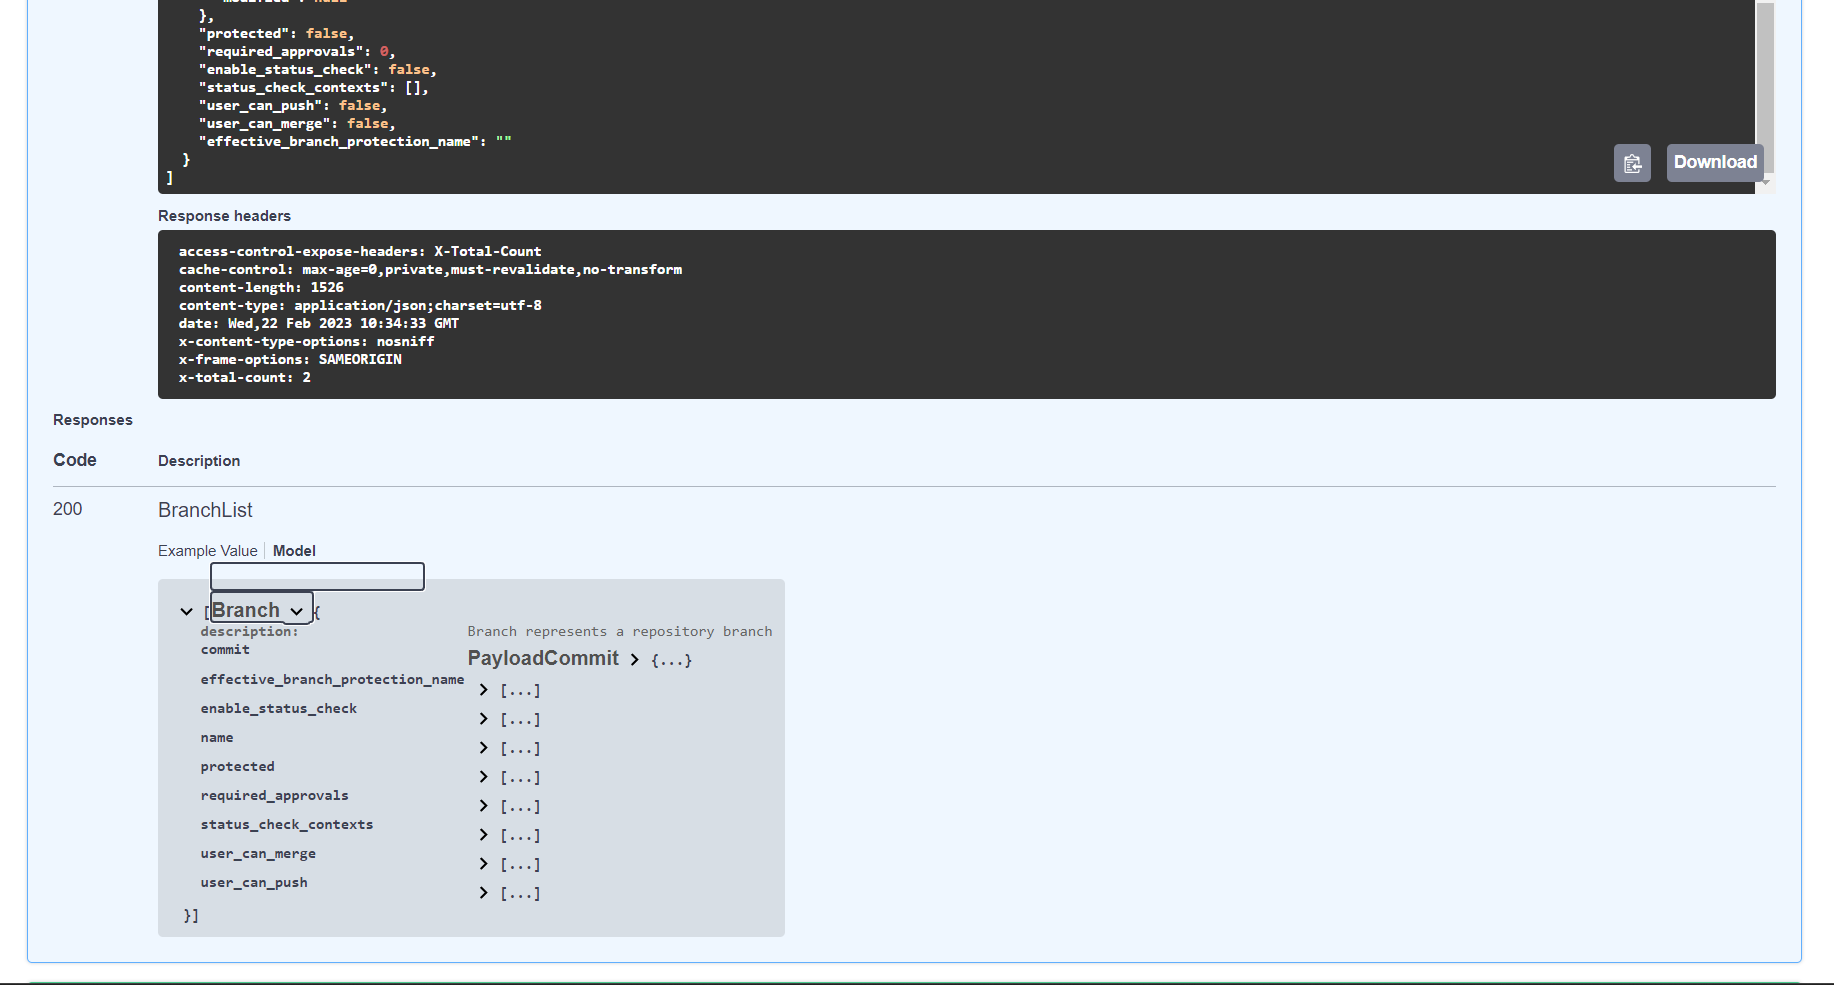 "modified": null
},
"protected": false,
"required_approvals": 0,
"enable_status_check": false,
"status_check_contexts": [],
"user_can_push": false,
"user_can_merge": false,
"effective_branch_protection_name": ""
}
]
Download
Response headers
access-control-expose-headers: X-Total-Count
cache-control: max-age=0,private,must-revalidate,no-transform
content-length: 1526
content-type: application/json;charset=utf-8
date: Wed,22 Feb 2023 10:34:33 GMT
x-content-type-options: nosniff
x-frame-options: SAMEORIGIN
x-total-count: 2
Responses
Code Description
200 BranchList
Example Value Model
[Branch {
description: Branch represents a repository branch
commit PayloadCommit {...}
effective_branch_protection_name [...]
enable_status_check [...]
name [...]
protected [...]
required_approvals [...]
status_check_contexts [...]
user_can_merge [...]
user_can_push [...]
}]